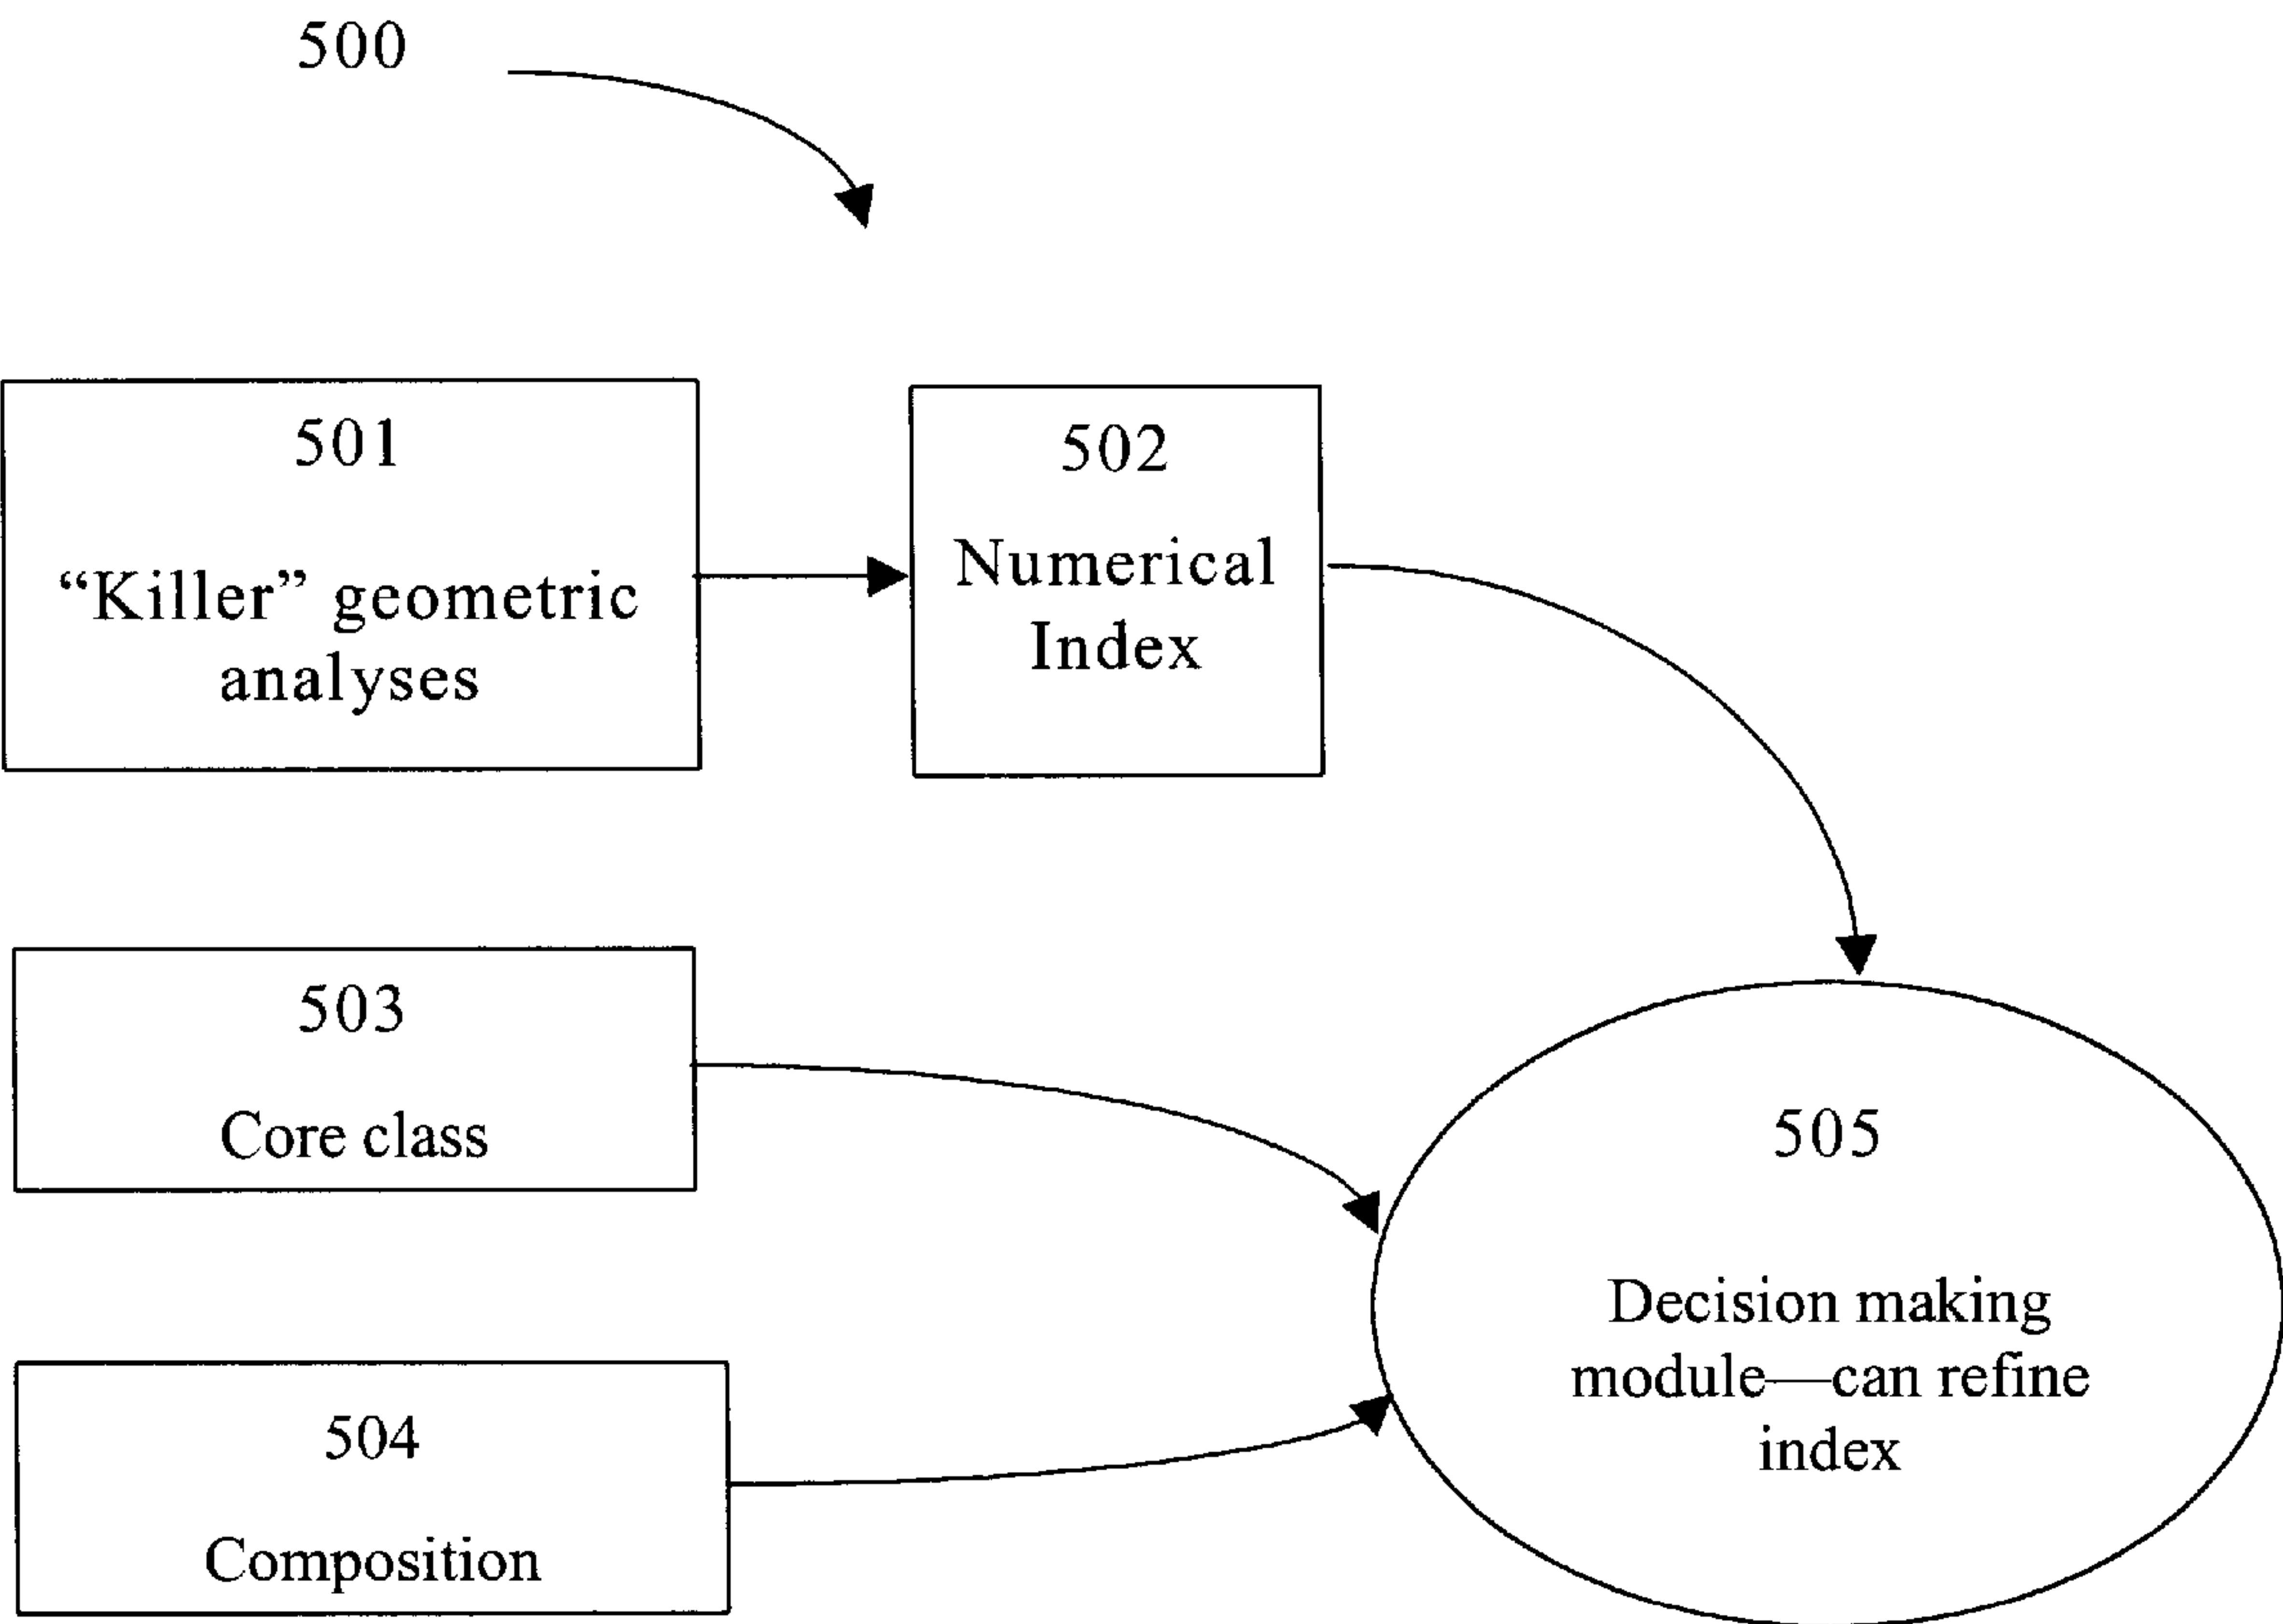 500
501
“Killer” geometric
analyses
502
Numerical
Index
503
Core class
504
Composition
505
Decision making
module—can refine
index